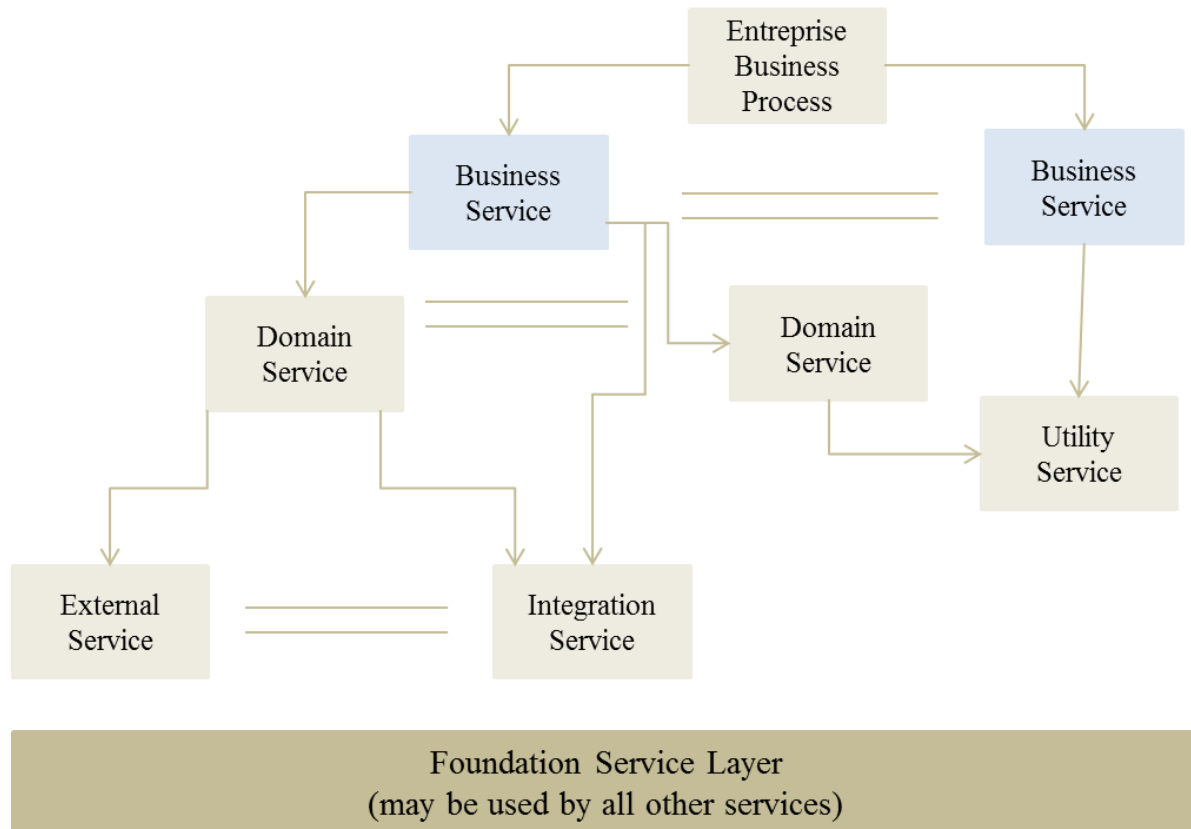 Entreprise
Business
Process
Business
Service
Business
Service
Domain
Service
Domain
Service
Utility
Service
External
Service
Integration
Service
Foundation Service Layer
(may be used by all other services)